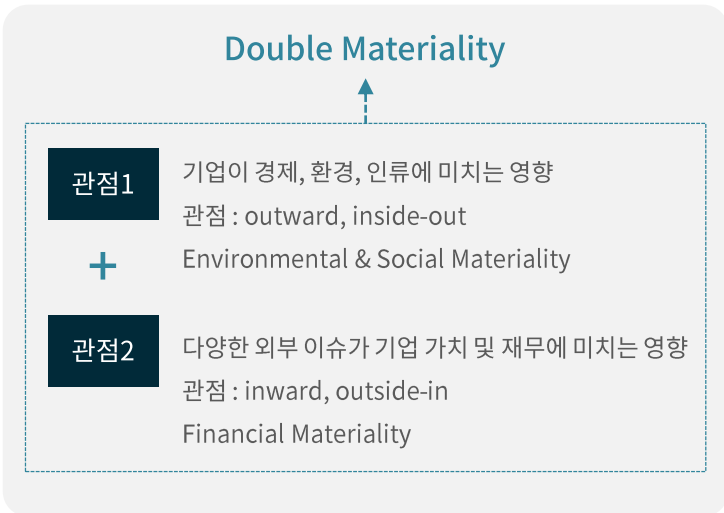 Double Materiality
관점1
기업이 경제, 환경, 인류에 미치는 영향
관점 : outward, inside-out
Environmental & Social Materiality
+
관점2
다양한 외부 이슈가 기업 가치 및 재무에 미치는 영향
관점 : inward, outside-in
Financial Materiality